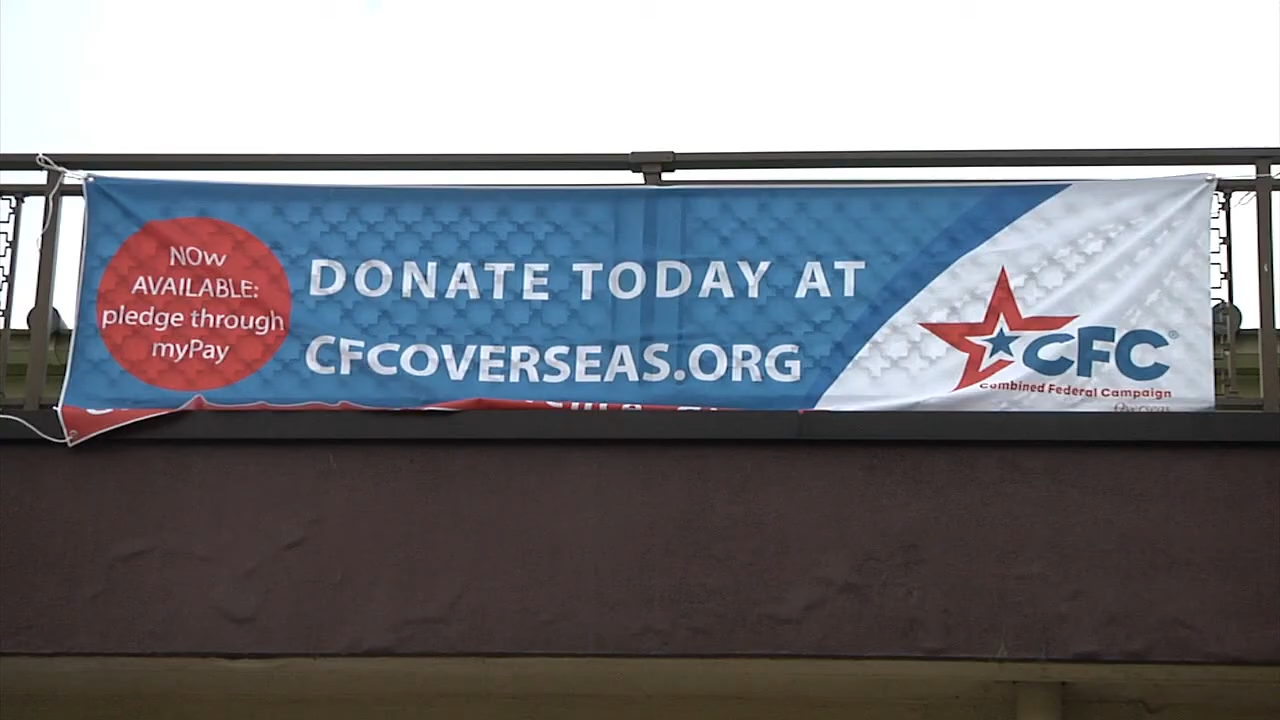 NOW
AVAILABLE:
pledge through
myPay
DONATE TODAY AT
CFCOVERSEAS.ORG
CFC®
Combined Federal Campaign